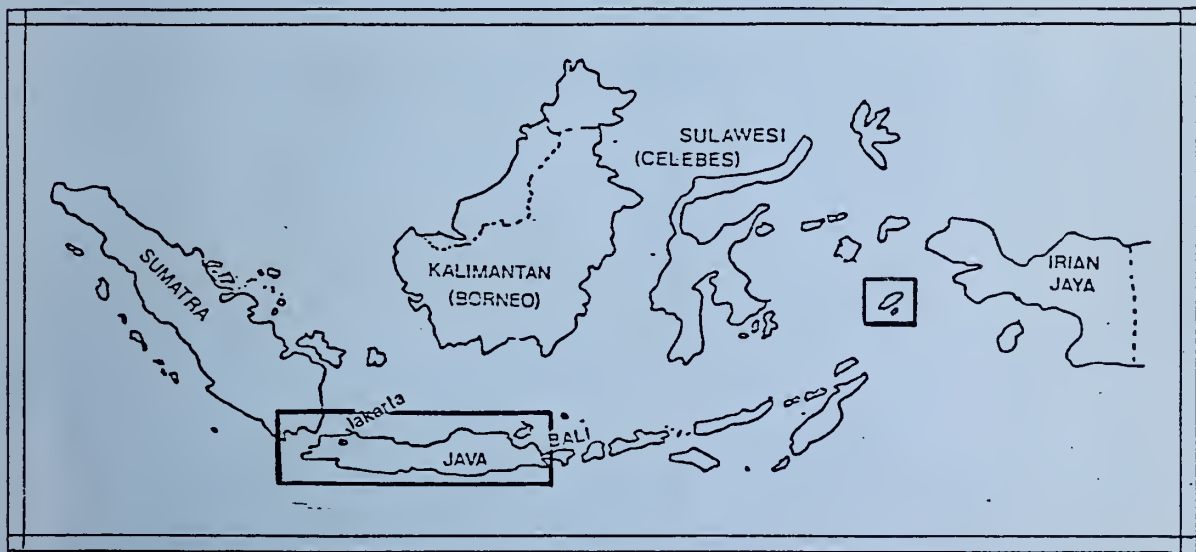 SULAWESI
(CELEBES)
SUMATRA
KALIMANTAN
(BORNEO)
IRIAN
JAYA
Jakarta
BALI
JAVA